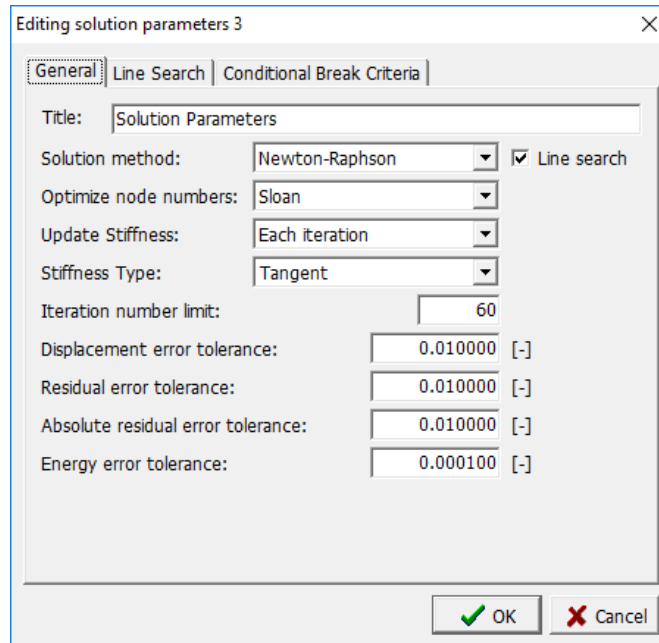 Editing solution parameters 3
General Line Search Conditional Break Criteria
Title: Solution Parameters
Solution method: Newton-Raphson Line search
Optimize node numbers: Sloan
Update Stiffness: Each iteration
Stiffness Type: Tangent
Iteration number limit: 60
Displacement error tolerance: 0.010000 [-]
Residual error tolerance: 0.010000 [-]
Absolute residual error tolerance: 0.010000 [-]
Energy error tolerance: 0.000100 [-]
OK Cancel